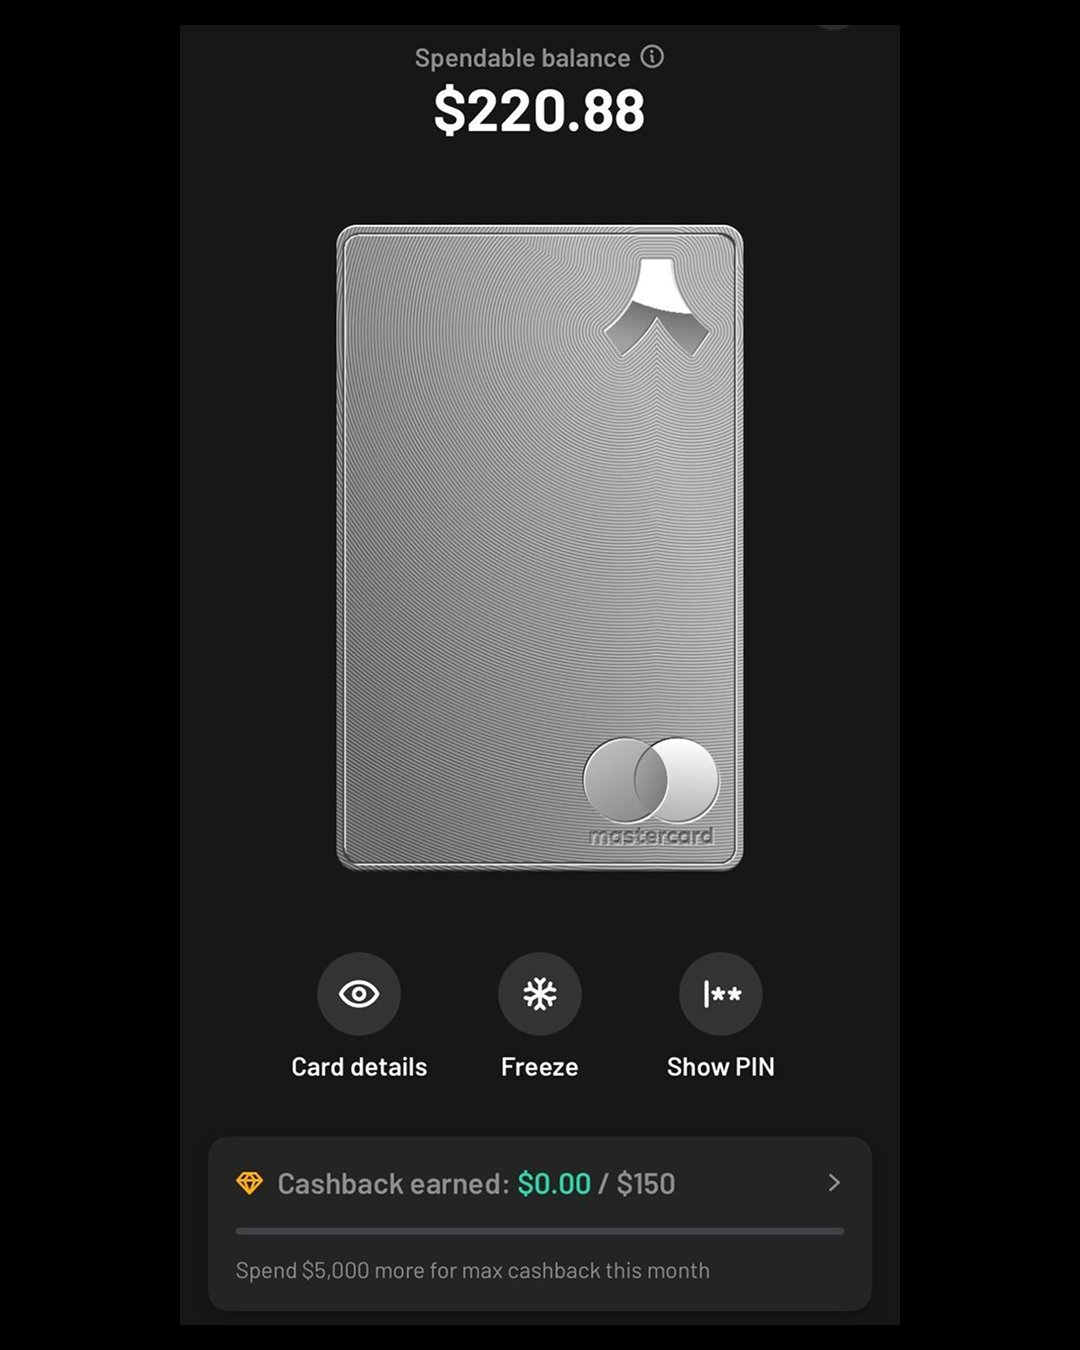 Spendable balance
$220.88
mastercard
Card details
Freeze
Show PIN
Cashback earned: $0.00 / $150
Spend $5,000 more for max cashback this month